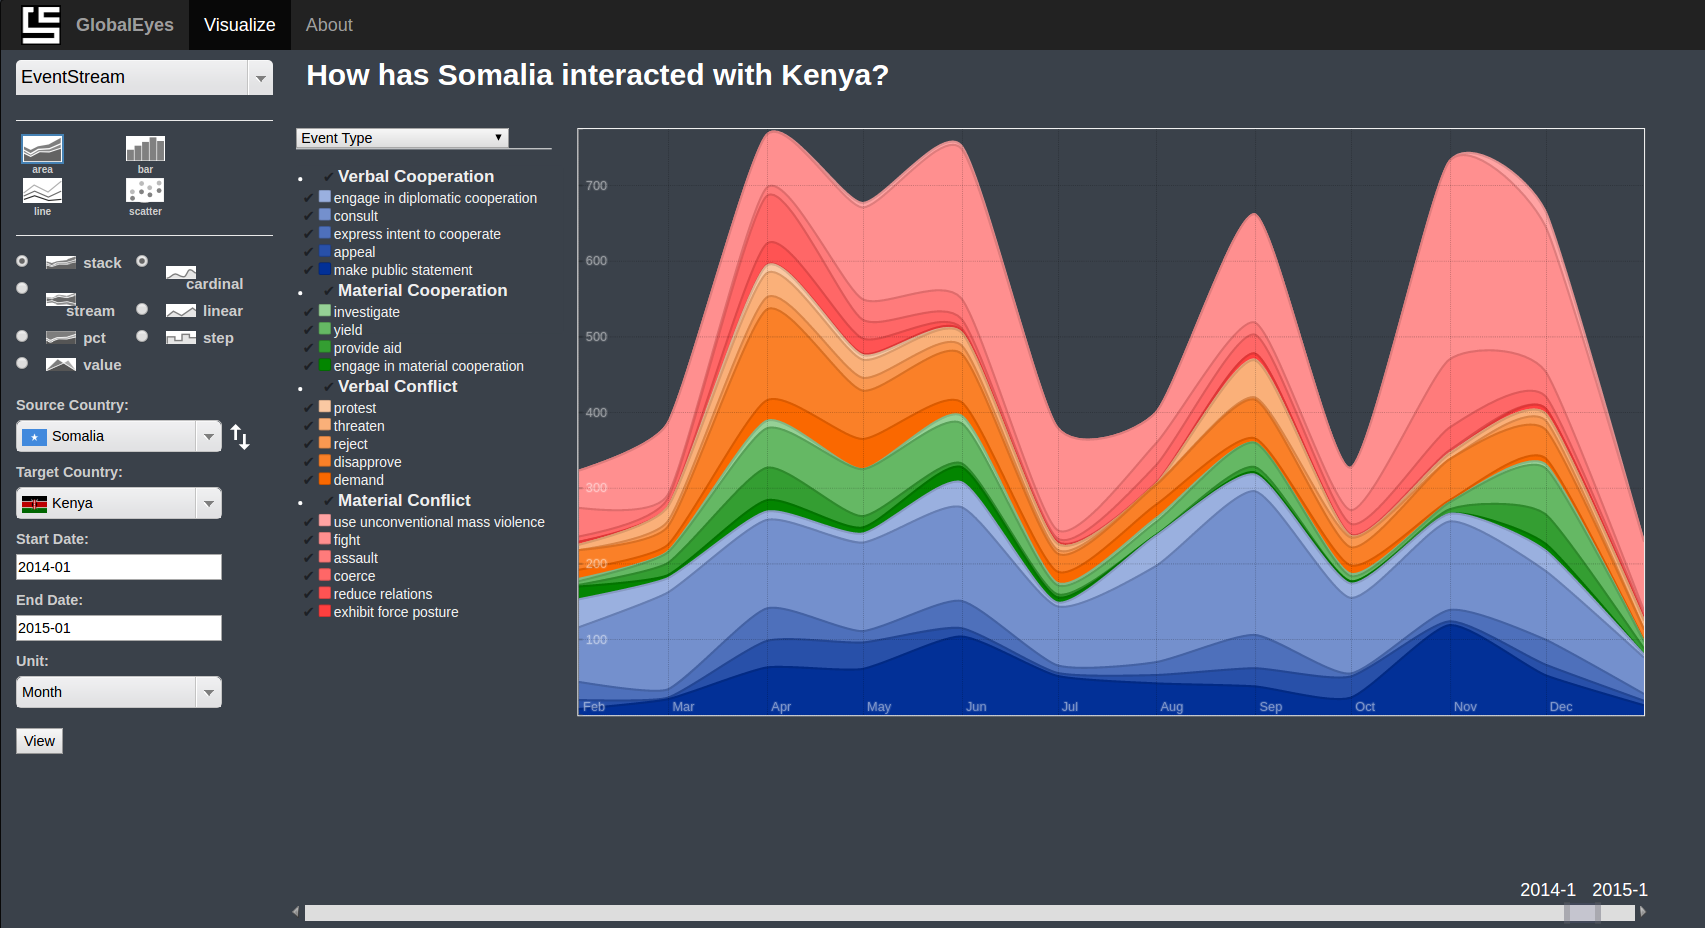 GlobalEyes Visualize About
EventStream
How has Somalia interacted with Kenya?
area bar
line scatter
stack cardinal
stream linear
pct step
value
Source Country:
Somalia
Target Country:
Kenya
Start Date:
2014-01
End Date:
2015-01
Unit:
Month
View
Event Type
Verbal Cooperation
engage in diplomatic cooperation
consult
express intent to cooperate
appeal
make public statement
Material Cooperation
investigate
yield
provide aid
engage in material cooperation
Verbal Conflict
protest
threaten
reject
disapprove
demand
Material Conflict
use unconventional mass violence
fight
assault
coerce
reduce relations
exhibit force posture
700
600
500
400
300
200
100
Feb Mar Apr May Jun Jul Aug Sep Oct Nov Dec
2014-1 2015-1